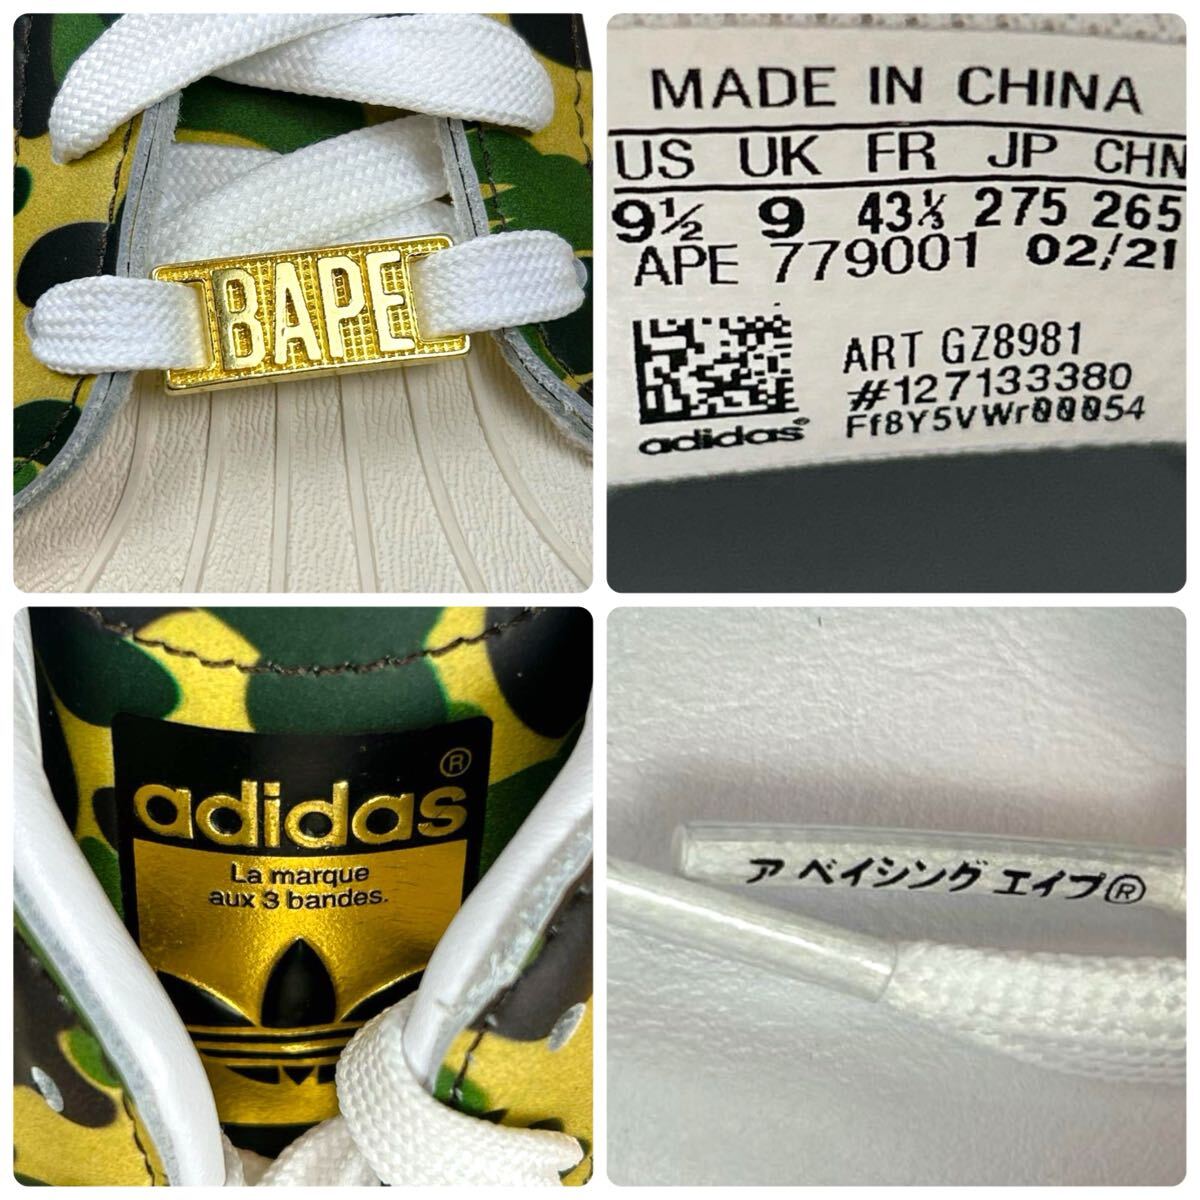 BAPE
MADE IN CHINA
US UK FR JP CHN
9½ 9 43⅓ 275 265
APE 779001 02/21
ART GZ8981
#127133380
Ff8Y5VWr00054
adidas®
adidas®
La marque
aux 3 bandes.
ア ベイシング エイプ®